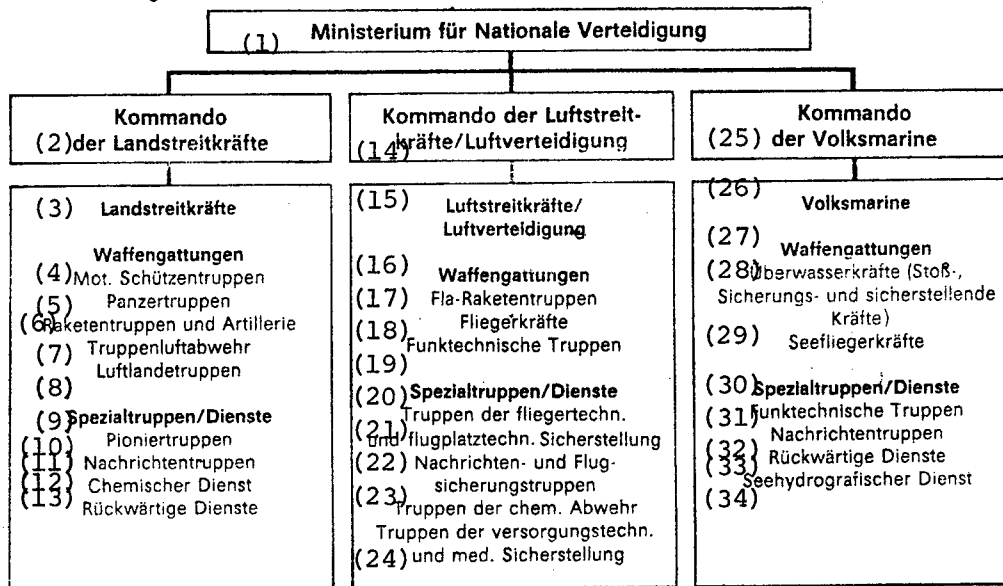 (1) Ministerium für Nationale Verteidigung
Kommando
(2) der Landstreitkräfte
(3) Landstreitkräfte
Waffengattungen
(4) Mot. Schützentruppen
(5) Panzertruppen
(6) Raketentruppen und Artillerie
(7) Truppenluftabwehr
Luftlandetruppen
(8)
(9) Spezialtruppen/Dienste
(10) Pioniertruppen
(11) Nachrichtentruppen
(12) Chemischer Dienst
(13) Rückwärtige Dienste
Kommando der Luftstreit-
(14) kräfte/Luftverteidigung
(15) Luftstreitkräfte/
Luftverteidigung
(16) Waffengattungen
(17) Fla-Raketentruppen
(18) Fliegerkräfte
Funktechnische Truppen
(19)
(20) Spezialtruppen/Dienste
Truppen der fliegertechn.
(21) und flugplatztechn. Sicherstellung
(22) Nachrichten- und Flug-
sicherungstruppen
(23) Truppen der chem. Abwehr
Truppen der versorgungstechn.
(24) und med. Sicherstellung
Kommando
(25) der Volksmarine
(26) Volksmarine
(27) Waffengattungen
(28) Überwasserkräfte (Stoß-,
Sicherungs- und sicherstellende
Kräfte)
(29) Seefliegerkräfte
(30) Spezialtruppen/Dienste
(31) Funktechnische Truppen
Nachrichtentruppen
(32) Rückwärtige Dienste
(33) Seehydrografischer Dienst
(34)